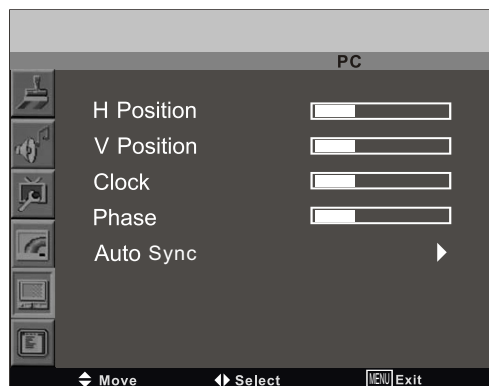 PC
H Position
V Position
Clock
Phase
Auto Sync
Move Select MENU Exit